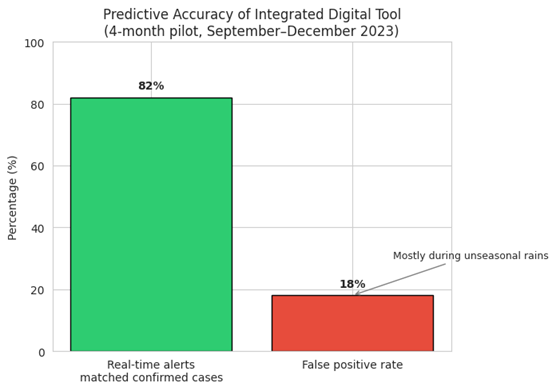 Predictive Accuracy of Integrated Digital Tool
(4-month pilot, September–December 2023)
Percentage (%)
100
80
60
40
20
0
82%
18%
Mostly during unseasonal rains
Real-time alerts
matched confirmed cases
False positive rate